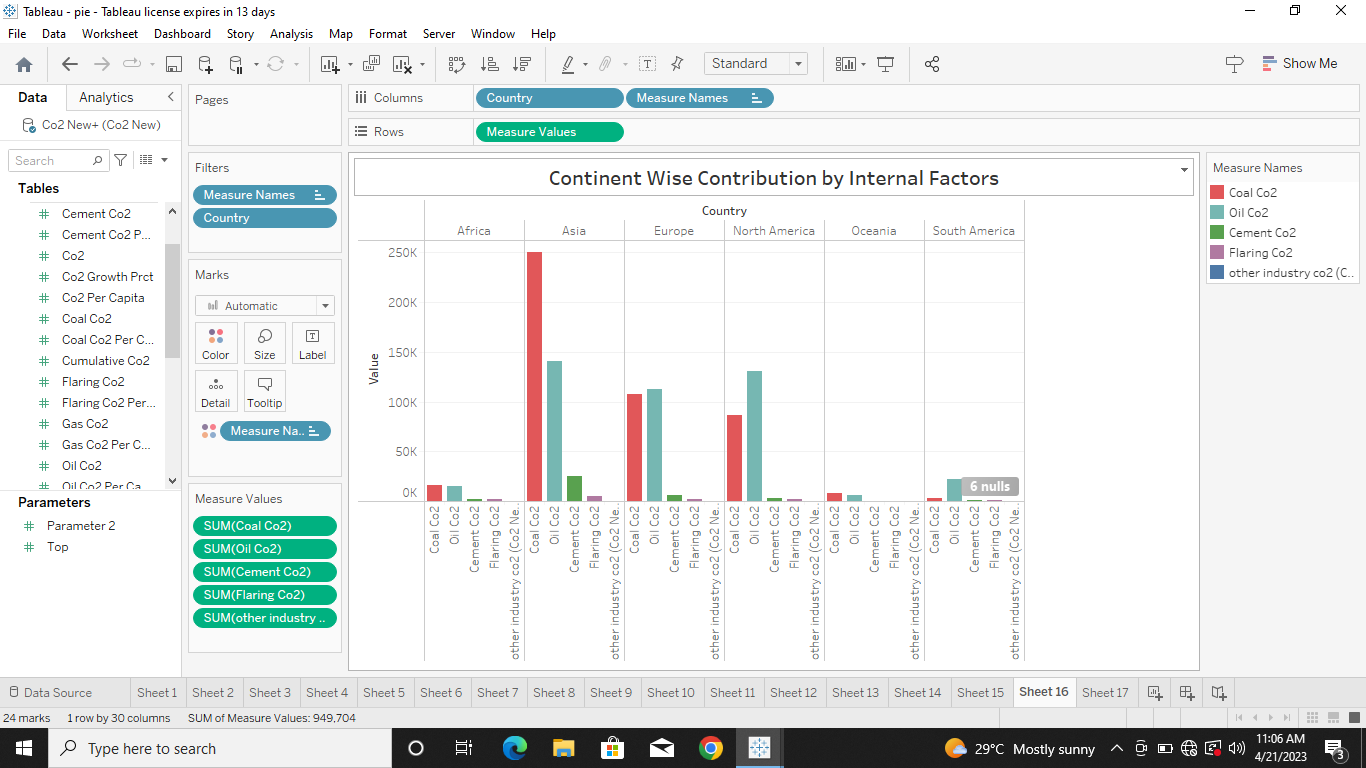 Tableau - pie - Tableau license expires in 13 days
File Data Worksheet Dashboard Story Analysis Map Format Server Window Help
Standard
Show Me
Data Analytics
Co2 New+ (Co2 New)
Search
Tables
Cement Co2
Cement Co2 P...
Co2
Co2 Growth Prct
Co2 Per Capita
Coal Co2
Coal Co2 Per C...
Cumulative Co2
Flaring Co2
Flaring Co2 Per...
Gas Co2
Gas Co2 Per C...
Oil Co2
Oil Co2 Per Ca
Parameters
Parameter 2
Top
Pages
Filters
Measure Names
Country
Marks
Automatic
Color Size Label
Detail Tooltip
Measure Na..
Measure Values
SUM(Coal Co2)
SUM(Oil Co2)
SUM(Cement Co2)
SUM(Flaring Co2)
SUM(other industry ..
Columns Country Measure Names
Rows Measure Values
Continent Wise Contribution by Internal Factors
Country
Africa Asia Europe North America Oceania South America
Value
250K
200K
150K
100K
50K
0K
6 nulls
Coal Co2
Oil Co2
Cement Co2
Flaring Co2
other industry co2 (Co2 Ne..
Coal Co2
Oil Co2
Cement Co2
Flaring Co2
other industry co2 (Co2 Ne..
Coal Co2
Oil Co2
Cement Co2
Flaring Co2
other industry co2 (Co2 Ne..
Coal Co2
Oil Co2
Cement Co2
Flaring Co2
other industry co2 (Co2 Ne..
Coal Co2
Oil Co2
Cement Co2
Flaring Co2
other industry co2 (Co2 Ne..
Coal Co2
Oil Co2
Cement Co2
Flaring Co2
other industry co2 (Co2 Ne..
Measure Names
Coal Co2
Oil Co2
Cement Co2
Flaring Co2
other industry co2 (C..
Data Source Sheet 1 Sheet 2 Sheet 3 Sheet 4 Sheet 5 Sheet 6 Sheet 7 Sheet 8 Sheet 9 Sheet 10 Sheet 11 Sheet 12 Sheet 13 Sheet 14 Sheet 15 Sheet 16 Sheet 17
24 marks 1 row by 30 columns SUM of Measure Values: 949,704
Type here to search
29°C Mostly sunny
11:06 AM
4/21/2023
3